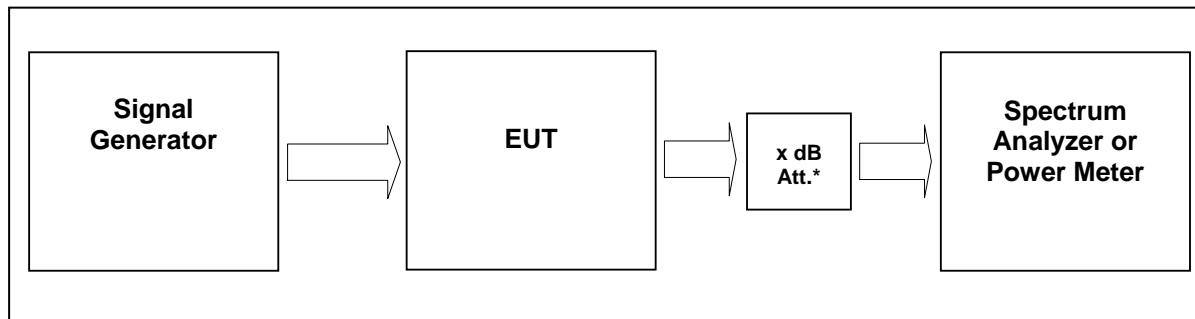 Signal
Generator
EUT
x dB
Att.*
Spectrum
Analyzer or
Power Meter